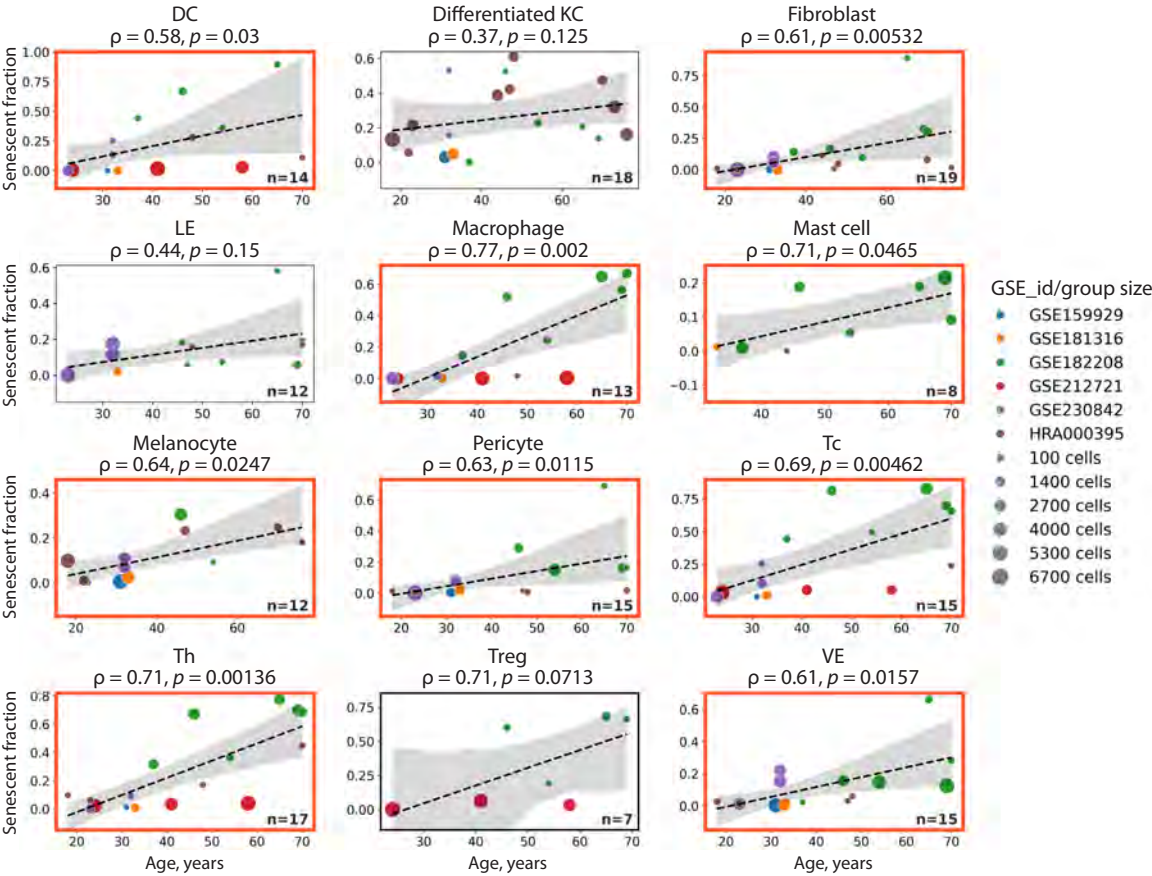 DC
Differentiated KC
Fibroblast
ρ = 0.58, p = 0.03
ρ = 0.37, p = 0.125
ρ = 0.61, p = 0.00532
Senescent fraction
1.00
0.75
0.50
0.25
0.00
n=14
30
40
50
60
70
0.6
0.4
0.2
0.0
n=18
20
40
60
0.75
0.50
0.25
0.00
n=19
20
40
60
LE
Macrophage
Mast cell
ρ = 0.44, p = 0.15
ρ = 0.77, p = 0.002
ρ = 0.71, p = 0.0465
Senescent fraction
0.6
0.4
0.2
0.0
n=12
30
40
50
60
70
0.6
0.4
0.2
0.0
n=13
30
40
50
60
70
0.2
0.1
0.0
−0.1
n=8
40
50
60
70
GSE_id/group size
GSE159929
GSE181316
GSE182208
GSE212721
GSE230842
HRA000395
100 cells
1400 cells
2700 cells
4000 cells
5300 cells
6700 cells
Melanocyte
Pericyte
Tc
ρ = 0.64, p = 0.0247
ρ = 0.63, p = 0.0115
ρ = 0.69, p = 0.00462
Senescent fraction
0.4
0.2
0.0
n=12
20
40
60
0.6
0.4
0.2
0.0
n=15
20
30
40
50
60
70
0.75
0.50
0.25
0.00
n=15
30
40
50
60
70
Th
Treg
VE
ρ = 0.71, p = 0.00136
ρ = 0.71, p = 0.0713
ρ = 0.61, p = 0.0157
Senescent fraction
0.8
0.6
0.4
0.2
0.0
n=17
20
30
40
50
60
70
Age, years
0.75
0.50
0.25
0.00
n=7
30
40
50
60
70
Age, years
0.6
0.4
0.2
0.0
n=15
20
30
40
50
60
70
Age, years